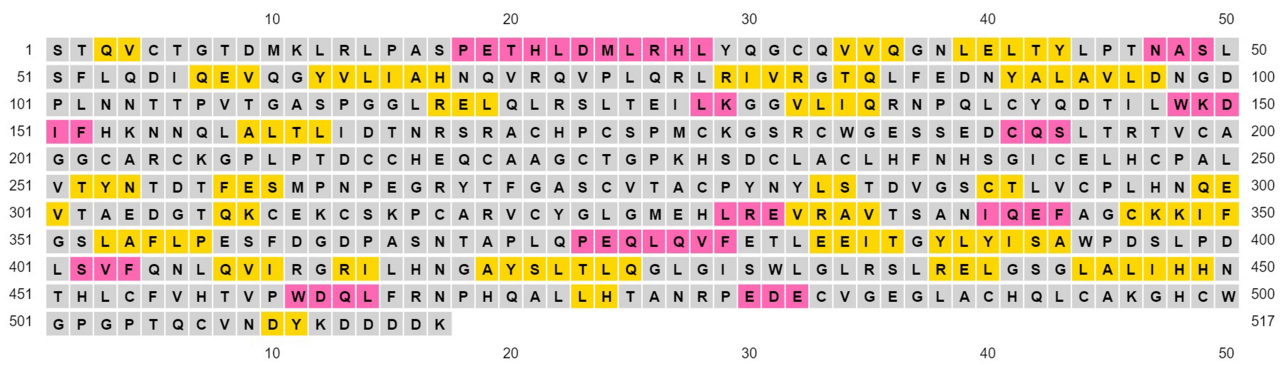 10 20 30 40 50
1 S T Q V C T G T D M K L R L P A S P E T H L D M L R H L Y Q G C Q V V Q G N L E L T Y L P T N A S L 50
51 S F L Q D I Q E V Q G Y V L I A H N Q V R Q V P L Q R L R I V R G T Q L F E D N Y A L A V L D N G D 100
101 P L N N T T P V T G A S P G G L R E L Q L R S L T E I L K G G V L I Q R N P Q L C Y Q D T I L W K D 150
151 I F H K N N Q L A L T L I D T N R S R A C H P C S P M C K G S R C W G E S S E D C Q S L T R T V C A 200
201 G G C A R C K G P L P T D C C H E Q C A A G C T G P K H S D C L A C L H F N H S G I C E L H C P A L 250
251 V T Y N T D T F E S M P N P E G R Y T F G A S C V T A C P Y N Y L S T D V G S C T L V C P L H N Q E 300
301 V T A E D G T Q K C E K C S K P C A R V C Y G L G M E H L R E V R A V T S A N I Q E F A G C K K I F 350
351 G S L A F L P E S F D G D P A S N T A P L Q P E Q L Q V F E T L E E I T G Y L Y I S A W P D S L P D 400
401 L S V F Q N L Q V I R G R I L H N G A Y S L T L Q G L G I S W L G L R S L R E L G S G L A L I H H N 450
451 T H L C F V H T V P W D Q L F R N P H Q A L L H T A N R P E D E C V G E G L A C H Q L C A K G H C W 500
501 G P G P T Q C V N D Y K D D D D K 517
10 20 30 40 50